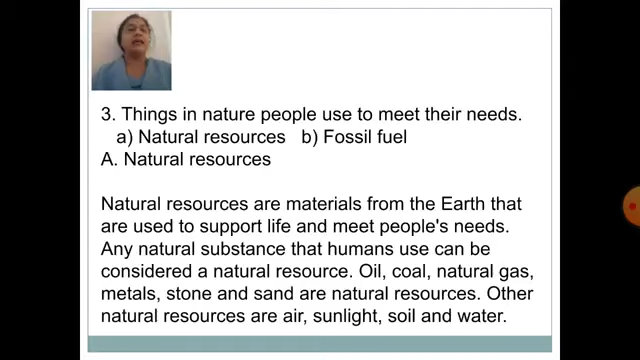 3. Things in nature people use to meet their needs.
a) Natural resources b) Fossil fuel
A. Natural resources
Natural resources are materials from the Earth that
are used to support life and meet people's needs.
Any natural substance that humans use can be
considered a natural resource. Oil, coal, natural gas,
metals, stone and sand are natural resources. Other
natural resources are air, sunlight, soil and water.